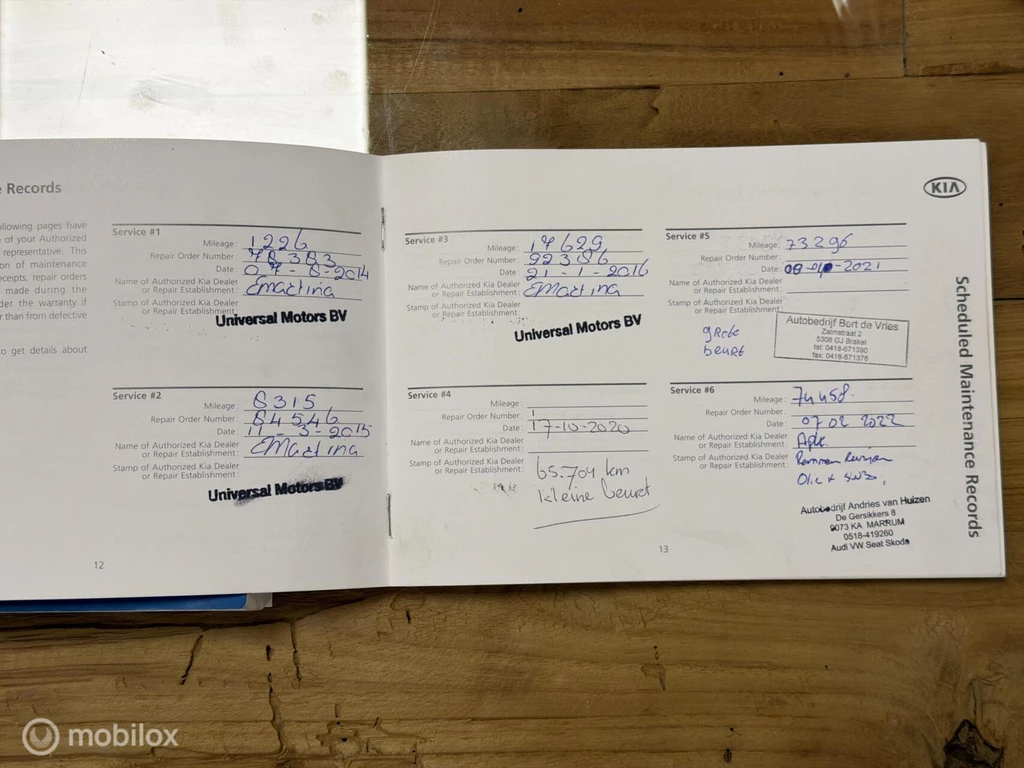 e Records
ollowing pages have
e of your Authorized
representative. This
on of maintenance
eceipts, repair orders
made during the
der the warranty if
r than from defective
o get details about
Service #1
Mileage: 1226
Repair Order Number: 78383
Date: 07-8-2014
Name of Authorized Kia Dealer
or Repair Establishment: EMartina
Stamp of Authorized Kia Dealer
or Repair Establishment:
Universal Motors BV
Service #2
Mileage: 8315
Repair Order Number: 84546
Date: 11-3-2015
Name of Authorized Kia Dealer
or Repair Establishment: EMartina
Stamp of Authorized Kia Dealer
or Repair Establishment:
Universal Motors BV
12
Service #3
Mileage: 17629
Repair Order Number: 92386
Date: 21-1-2016
Name of Authorized Kia Dealer
or Repair Establishment: EMartina
Stamp of Authorized Kia Dealer
or Repair Establishment:
Universal Motors BV
Service #4
Mileage:
Repair Order Number:
Date: 17-10-2020
Name of Authorized Kia Dealer
or Repair Establishment:
Stamp of Authorized Kia Dealer
or Repair Establishment:
65.704 km
kleine beurt
13
KIA
Service #5
Mileage: 73296
Repair Order Number:
Date: 2021
Name of Authorized Kia Dealer
or Repair Establishment:
Stamp of Authorized Kia Dealer
or Repair Establishment:
grote
beurt
Autobedrijf Bert de Vries
Zalmstraat 2
5306 GJ Brakel
tel: 0418-671390
fax: 0418-671376
Service #6
Mileage: 74458.
Repair Order Number:
Date: 07 02 2022
Name of Authorized Kia Dealer
or Repair Establishment: Apk.
Stamp of Authorized Kia Dealer
or Repair Establishment: Remmen
Olie +
Autobedrijf Andries van Huizen
De Gersikkers 8
9073 KA MARRUM
0518-419260
Audi VW Seat Skoda
Scheduled Maintenance Records
mobilox